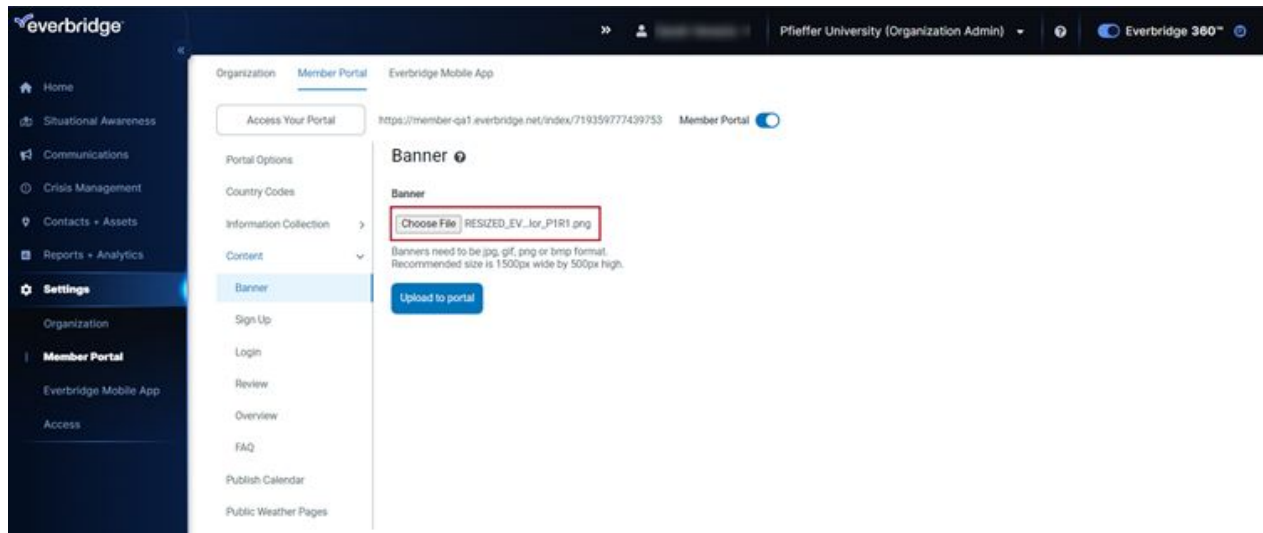 everbridge
»
Pfieffer University (Organization Admin)
Everbridge 360™
«
Home
Situational Awareness
Communications
Crisis Management
Contacts + Assets
Reports + Analytics
Settings
Organization
Member Portal
Everbridge Mobile App
Access
Organization Member Portal Everbridge Mobile App
Access Your Portal https://member-qa1.everbridge.net/index/719359777439753 Member Portal
Portal Options
Country Codes
Information Collection
Content
Banner
Sign Up
Login
Review
Overview
FAQ
Publish Calendar
Public Weather Pages
Banner
Banner
Choose File RESIZED_EV...lor_P1R1.png
Banners need to be jpg, gif, png or bmp format.
Recommended size is 1500px wide by 500px high.
Upload to portal